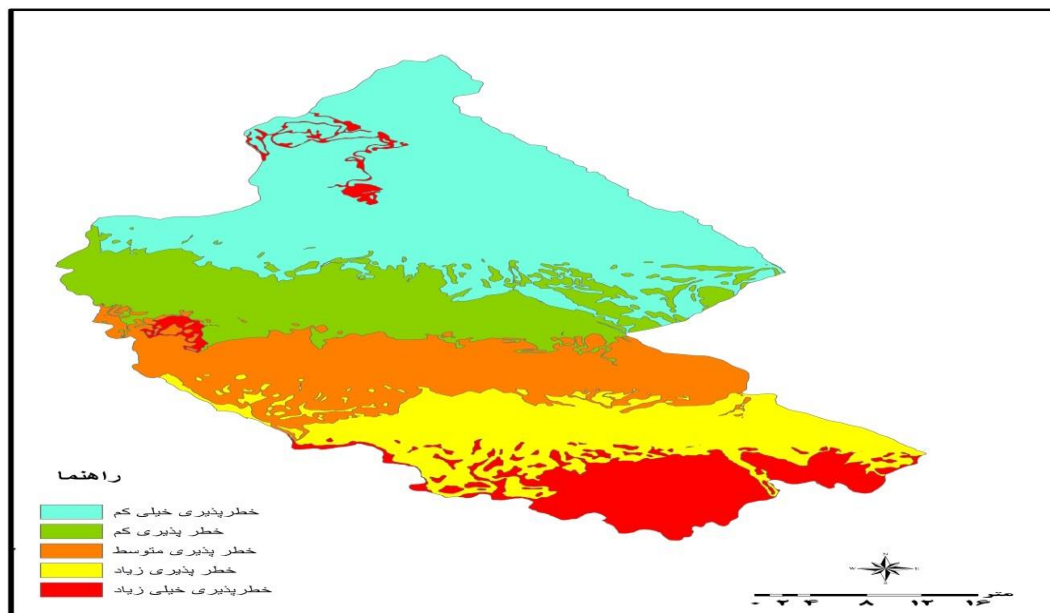 راهنما
خطرپذیری خیلی کم
خطر پذیری کم
خطر پذیری متوسط
خطر پذیری زیاد
خطرپذیری خیلی زیاد
N
W E
S
متر
۰ ۲ ۴ ۸ ۱۲ ۱۶